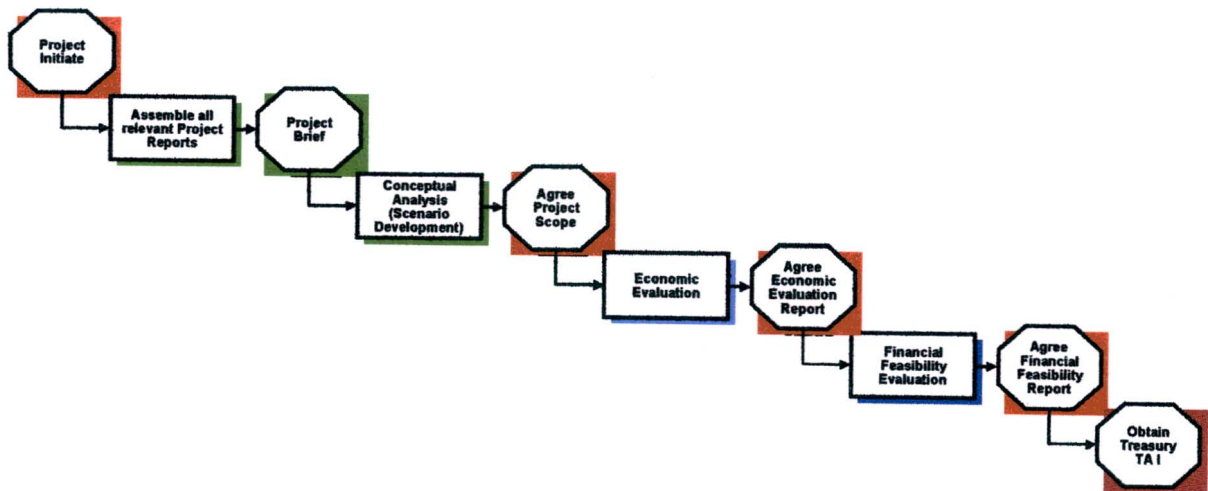 Project
Initiate
Assemble all
relevant Project
Reports
Project
Brief
Conceptual
Analysis
(Scenario
Development)
Agree
Project
Scope
Economic
Evaluation
Agree
Economic
Evaluation
Report
Financial
Feasibility
Evaluation
Agree
Financial
Feasibility
Report
Obtain
Treasury
TA I